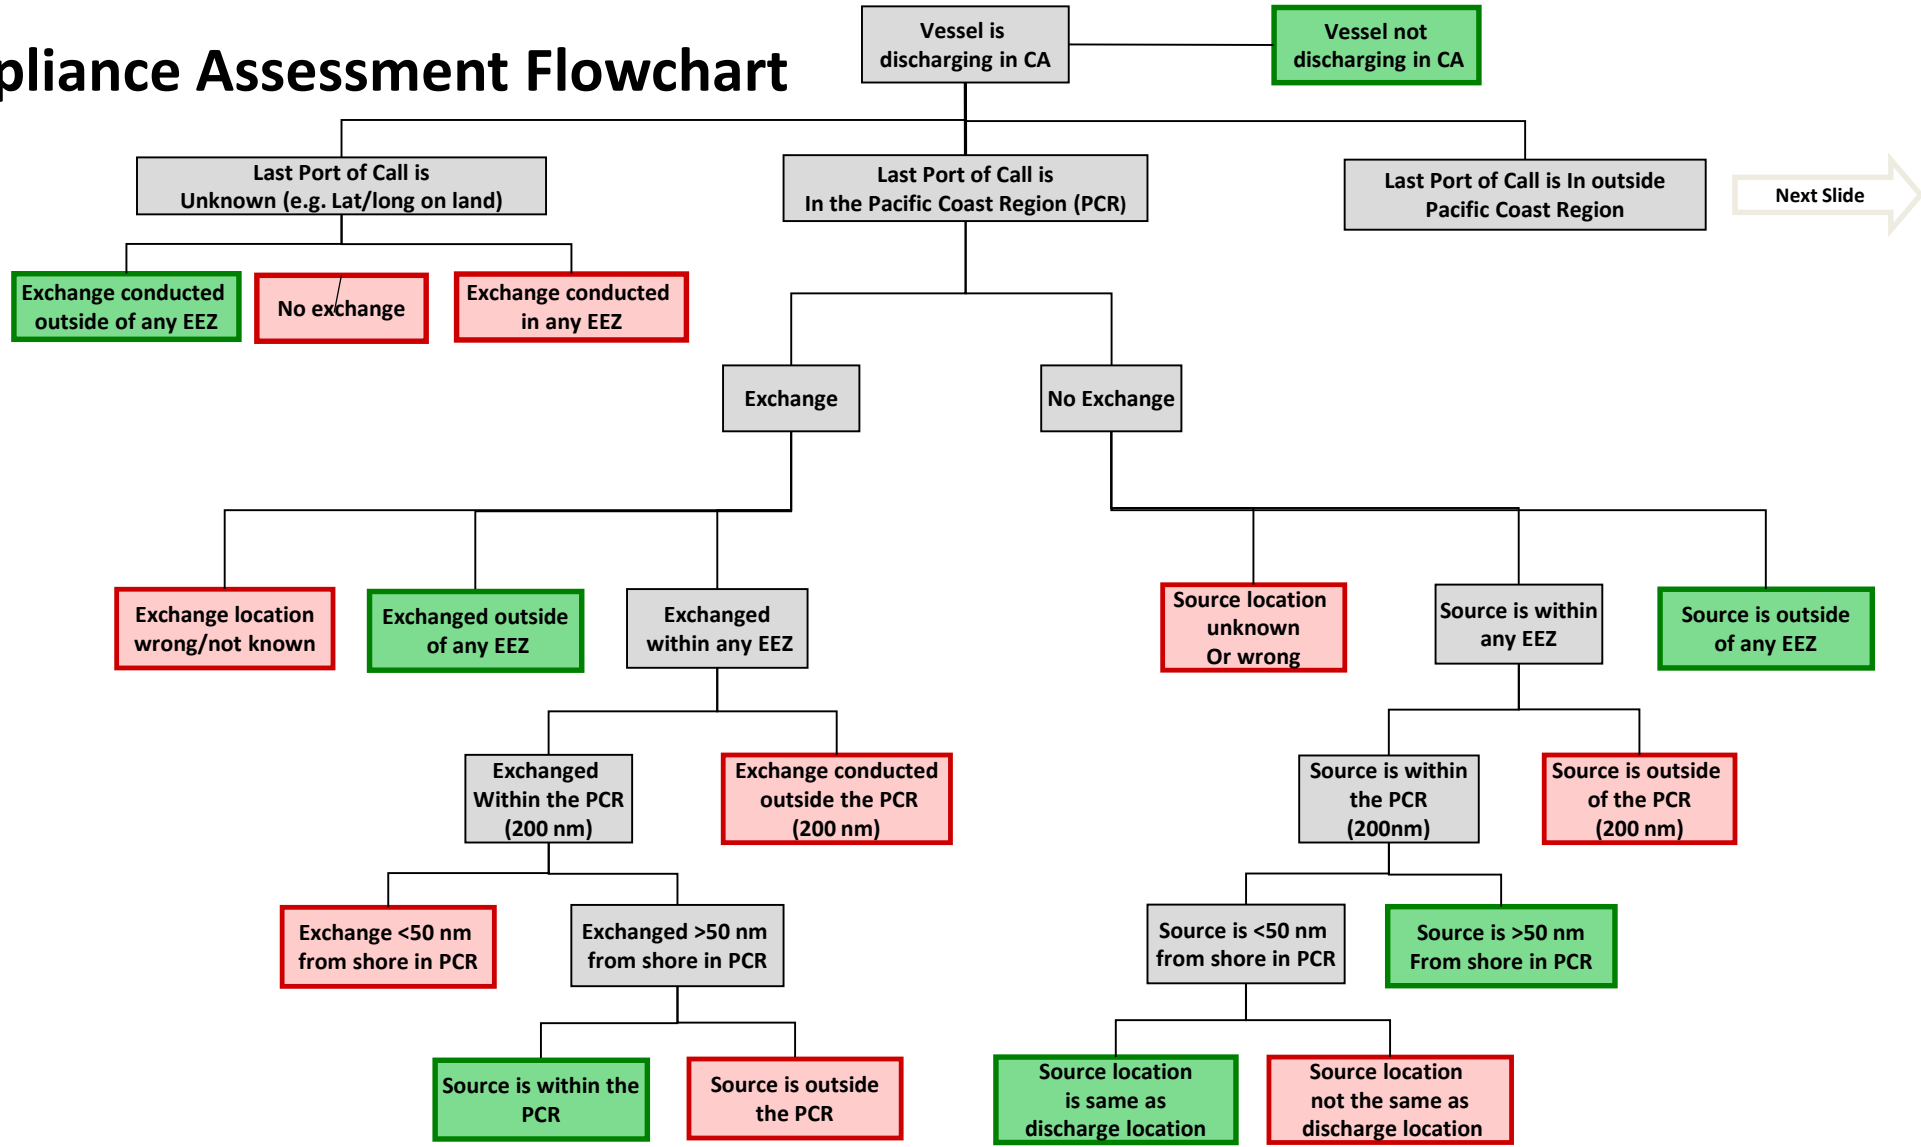 Vessel is
discharging in CA
Vessel not
discharging in CA
pliance Assessment Flowchart
Last Port of Call is
Unknown (e.g. Lat/long on land)
Last Port of Call is
In the Pacific Coast Region (PCR)
Last Port of Call is In outside
Pacific Coast Region
Next Slide
Exchange conducted
outside of any EEZ
No exchange
Exchange conducted
in any EEZ
Exchange
No Exchange
Exchange location
wrong/not known
Exchanged outside
of any EEZ
Exchanged
within any EEZ
Source location
unknown
Or wrong
Source is within
any EEZ
Source is outside
of any EEZ
Exchanged
Within the PCR
(200 nm)
Exchange conducted
outside the PCR
(200 nm)
Source is within
the PCR
(200nm)
Source is outside
of the PCR
(200 nm)
Exchange <50 nm
from shore in PCR
Exchanged >50 nm
from shore in PCR
Source is <50 nm
from shore in PCR
Source is >50 nm
From shore in PCR
Source is within the
PCR
Source is outside
the PCR
Source location
is same as
discharge location
Source location
not the same as
discharge location